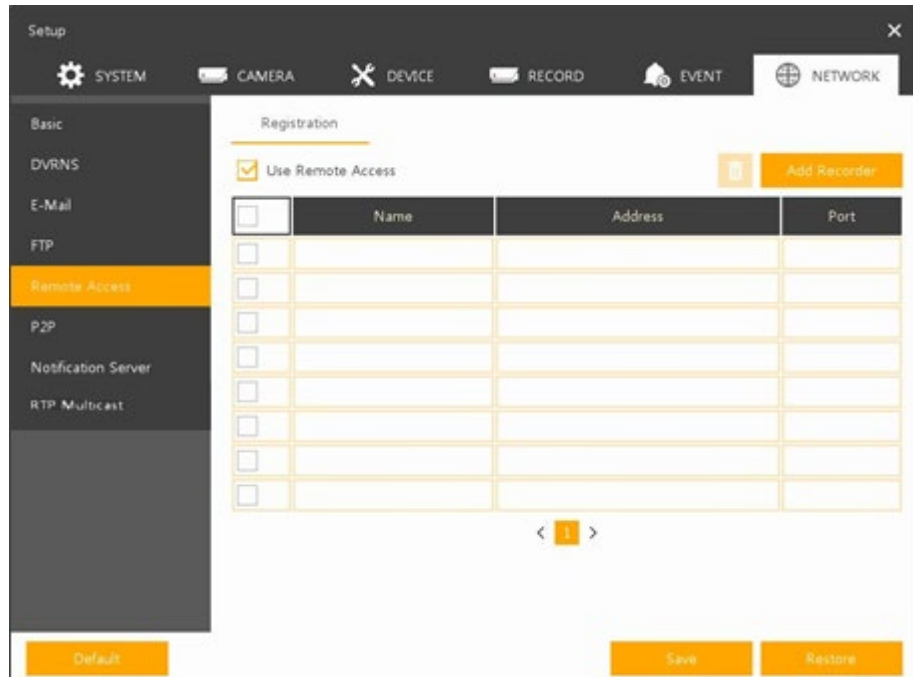 Setup
SYSTEM CAMERA DEVICE RECORD EVENT NETWORK
Basic
DVRNS
E-Mail
FTP
Remote Access
P2P
Notification Server
RTP Multicast
Registration
Use Remote Access Add Recorder
Name Address Port
< 1 >
Default Save Restore